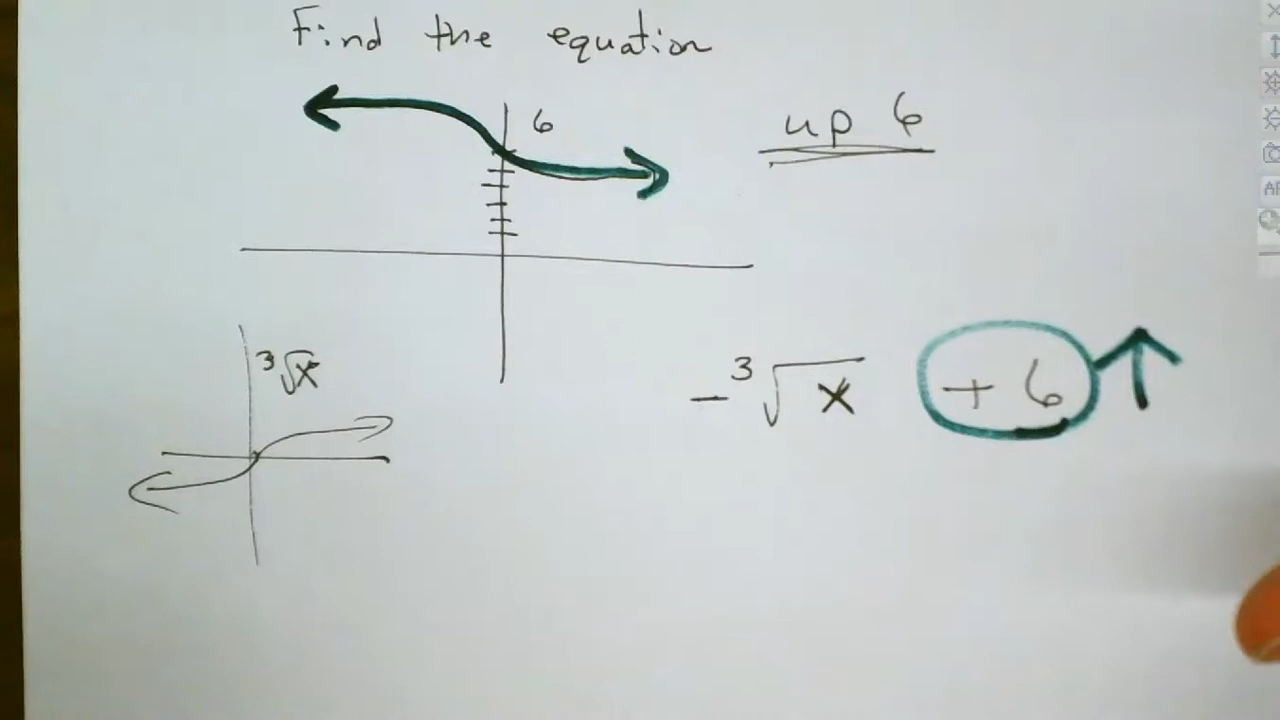 Find the equation
6
up 6
³√x
-³√x + 6